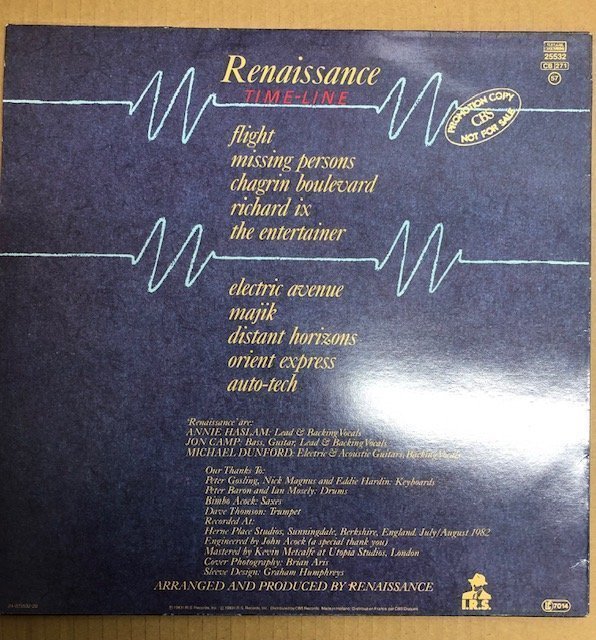 Renaissance
TIME-LINE
25532
CB 271
57
PROMOTION COPY
CBS
NOT FOR SALE
flight
missing persons
chagrin boulevard
richard ix
the entertainer
electric avenue
majik
distant horizons
orient express
auto-tech
'Renaissance' are:
ANNIE HASLAM: Lead & Backing Vocals
JON CAMP: Bass, Guitar, Lead & Backing Vocals
MICHAEL DUNFORD: Electric & Acoustic Guitars, Backing Vocals
Our Thanks To:
Peter Gosling, Nick Magnus and Eddie Hardin: Keyboards
Peter Baron and Ian Mosely: Drums
Bimbo Acock: Saxes
Dave Thomson: Trumpet
Recorded At:
Herne Place Studios, Sunningdale, Berkshire, England. July/August 1982
Engineered by John Acock (a special thank you)
Mastered by Kevin Metcalfe at Utopia Studios, London
Cover Photography: Brian Aris
Sleeve Design: Graham Humphreys
ARRANGED AND PRODUCED BY RENAISSANCE
I.R.S.
7014